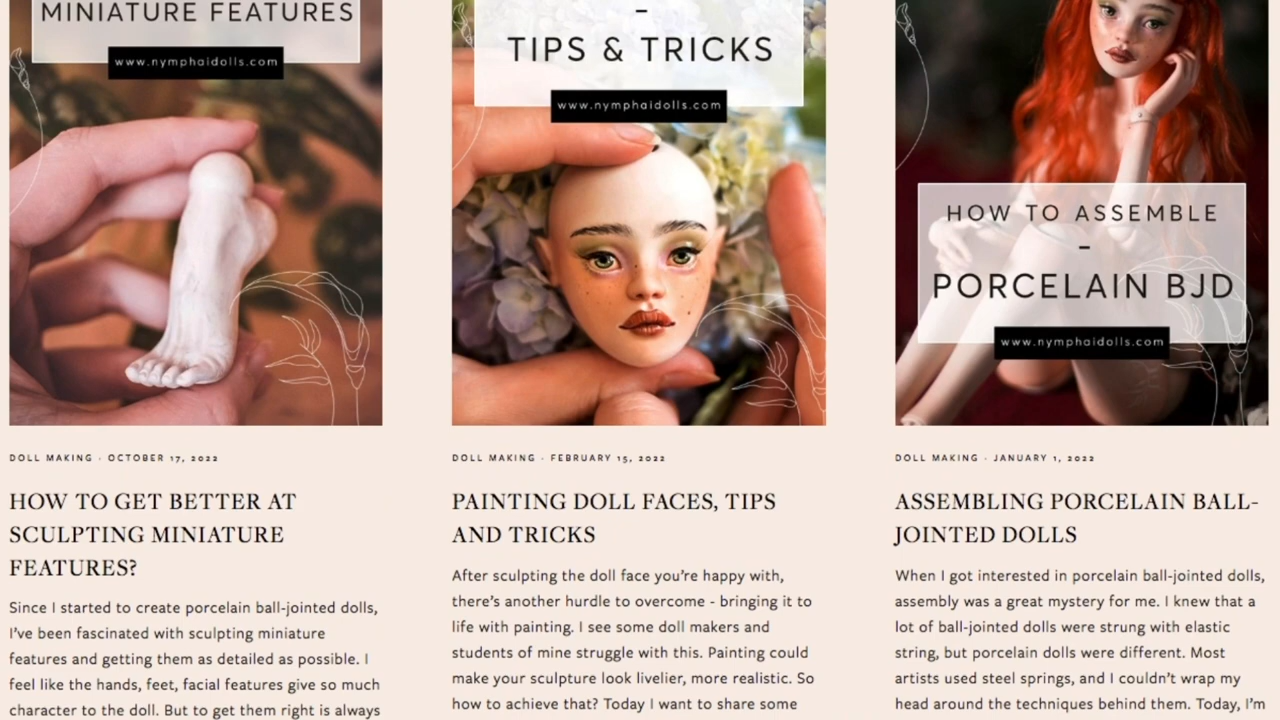 MINIATURE FEATURES
www.nymphaidolls.com
DOLL MAKING · OCTOBER 17, 2022
HOW TO GET BETTER AT
SCULPTING MINIATURE
FEATURES?
Since I started to create porcelain ball-jointed dolls,
I've been fascinated with sculpting miniature
features and getting them as detailed as possible. I
feel like the hands, feet, facial features give so much
character to the doll. But to get them right is always
–
TIPS & TRICKS
www.nymphaidolls.com
DOLL MAKING · FEBRUARY 15, 2022
PAINTING DOLL FACES, TIPS
AND TRICKS
After sculpting the doll face you're happy with,
there's another hurdle to overcome - bringing it to
life with painting. I see some doll makers and
students of mine struggle with this. Painting could
make your sculpture look livelier, more realistic. So
how to achieve that? Today I want to share some
HOW TO ASSEMBLE
–
PORCELAIN BJD
www.nymphaidolls.com
DOLL MAKING · JANUARY 1, 2022
ASSEMBLING PORCELAIN BALL-
JOINTED DOLLS
When I got interested in porcelain ball-jointed dolls,
assembly was a great mystery for me. I knew that a
lot of ball-jointed dolls were strung with elastic
string, but porcelain dolls were different. Most
artists used steel springs, and I couldn't wrap my
head around the techniques behind them. Today, I'm